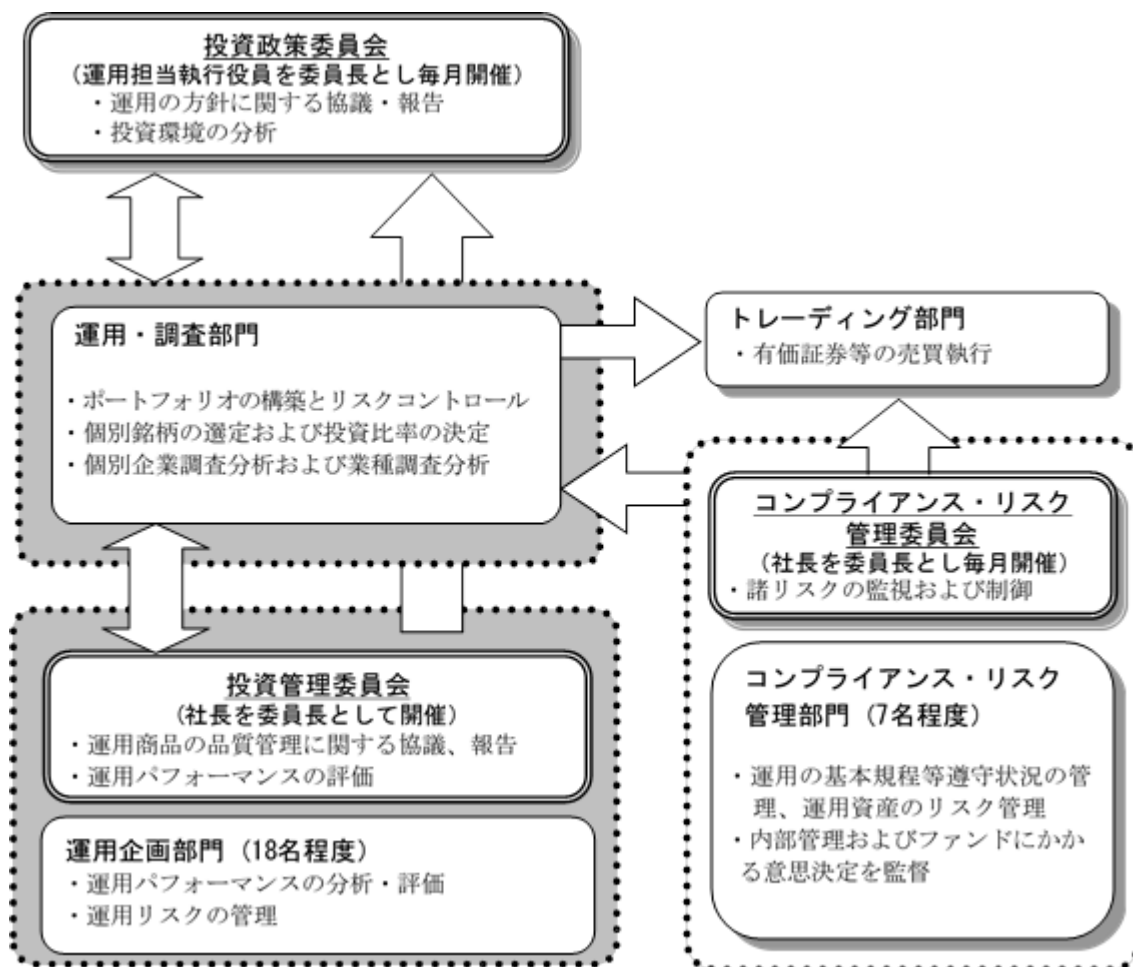 投資政策委員会
(運用担当執行役員を委員長とし毎月開催)
・運用の方針に関する協議・報告
・投資環境の分析
運用・調査部門
・ポートフォリオの構築とリスクコントロール
・個別銘柄の選定および投資比率の決定
・個別企業調査分析および業種調査分析
トレーディング部門
・有価証券等の売買執行
コンプライアンス・リスク
管理委員会
(社長を委員長とし毎月開催)
・諸リスクの監視および制御
投資管理委員会
(社長を委員長として開催)
・運用商品の品質管理に関する協議、報告
・運用パフォーマンスの評価
運用企画部門 (18名程度)
・運用パフォーマンスの分析・評価
・運用リスクの管理
コンプライアンス・リスク
管理部門 (7名程度)
・運用の基本規程等遵守状況の管
理、運用資産のリスク管理
・内部管理およびファンドにかか
る意思決定を監督